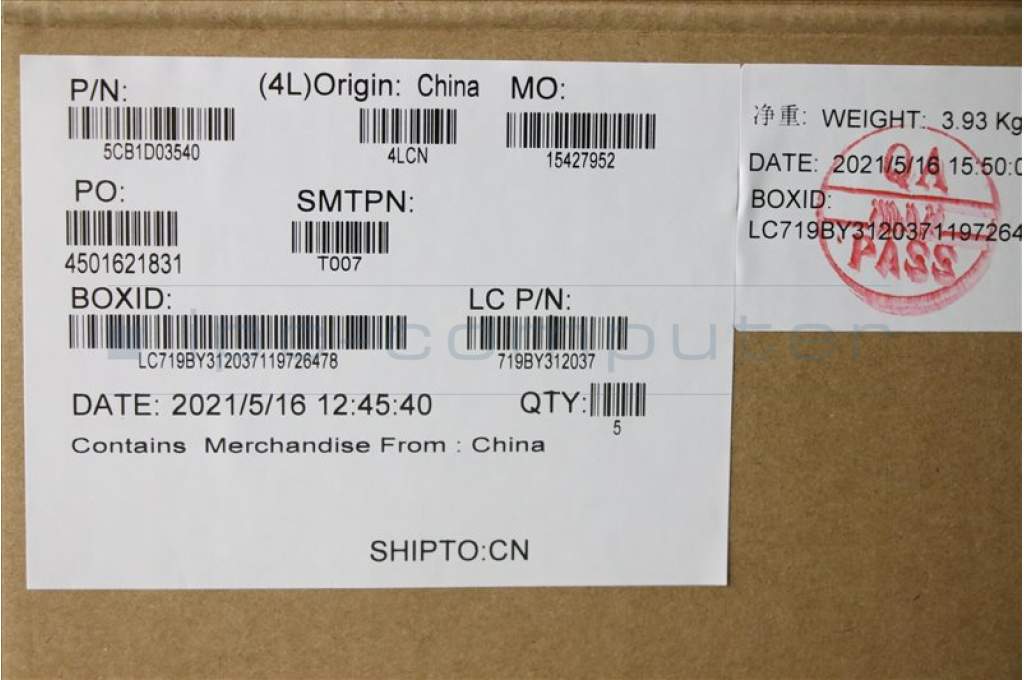 P/N: (4L)Origin: China MO:
5CB1D03540 4LCN 15427952
PO: SMTPN:
4501621831 T007
BOXID: LC P/N:
LC719BY312037119726478 719BY312037
DATE: 2021/5/16 12:45:40 QTY:
5
Contains Merchandise From : China
SHIPTO:CN
净重: WEIGHT: 3.93 Kg
DATE: 2021/5/16 15:50:0
BOXID:
LC719BY3120371197264
QA
PASS
ipc-computer